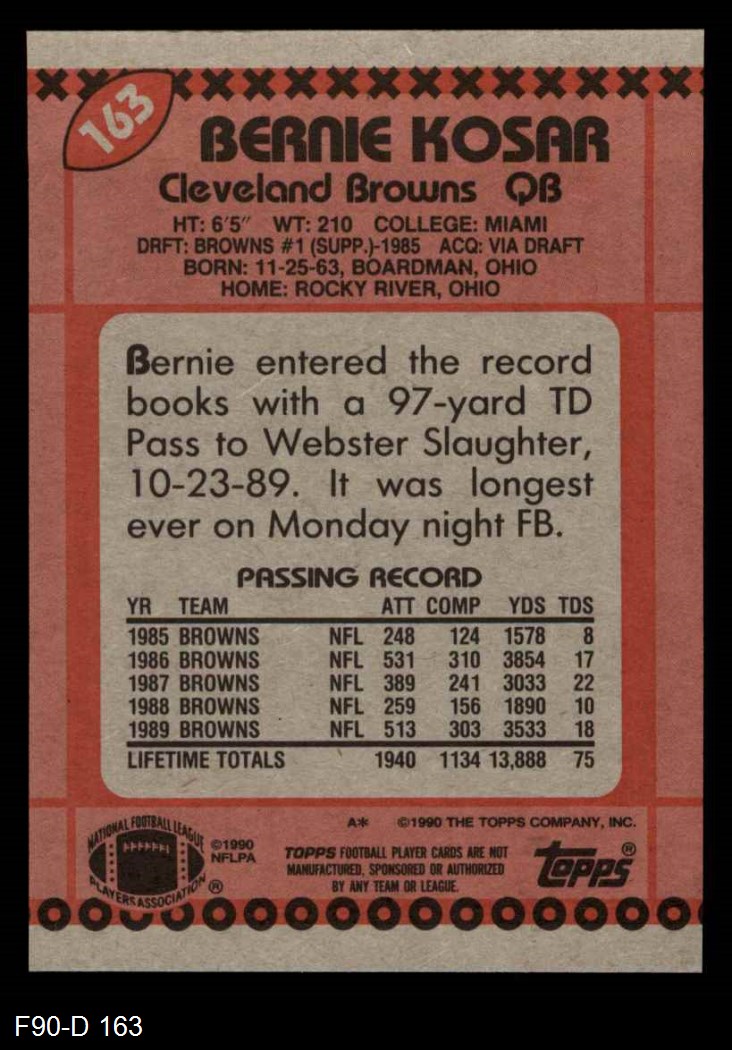 163
BERNIE KOSAR
Cleveland Browns QB
HT: 6'5" WT: 210 COLLEGE: MIAMI
DRFT: BROWNS #1 (SUPP.)-1985 ACQ: VIA DRAFT
BORN: 11-25-63, BOARDMAN, OHIO
HOME: ROCKY RIVER, OHIO
Bernie entered the record
books with a 97-yard TD
Pass to Webster Slaughter,
10-23-89. It was longest
ever on Monday night FB.
PASSING RECORD
YR TEAM ATT COMP YDS TDS
1985 BROWNS NFL 248 124 1578 8
1986 BROWNS NFL 531 310 3854 17
1987 BROWNS NFL 389 241 3033 22
1988 BROWNS NFL 259 156 1890 10
1989 BROWNS NFL 513 303 3533 18
LIFETIME TOTALS 1940 1134 13,888 75
A* ©1990 THE TOPPS COMPANY, INC.
NATIONAL FOOTBALL LEAGUE
PLAYERS ASSOCIATION ®
©1990
NFLPA
TOPPS FOOTBALL PLAYER CARDS ARE NOT
MANUFACTURED, SPONSORED OR AUTHORIZED
BY ANY TEAM OR LEAGUE.
topps®
F90-D 163